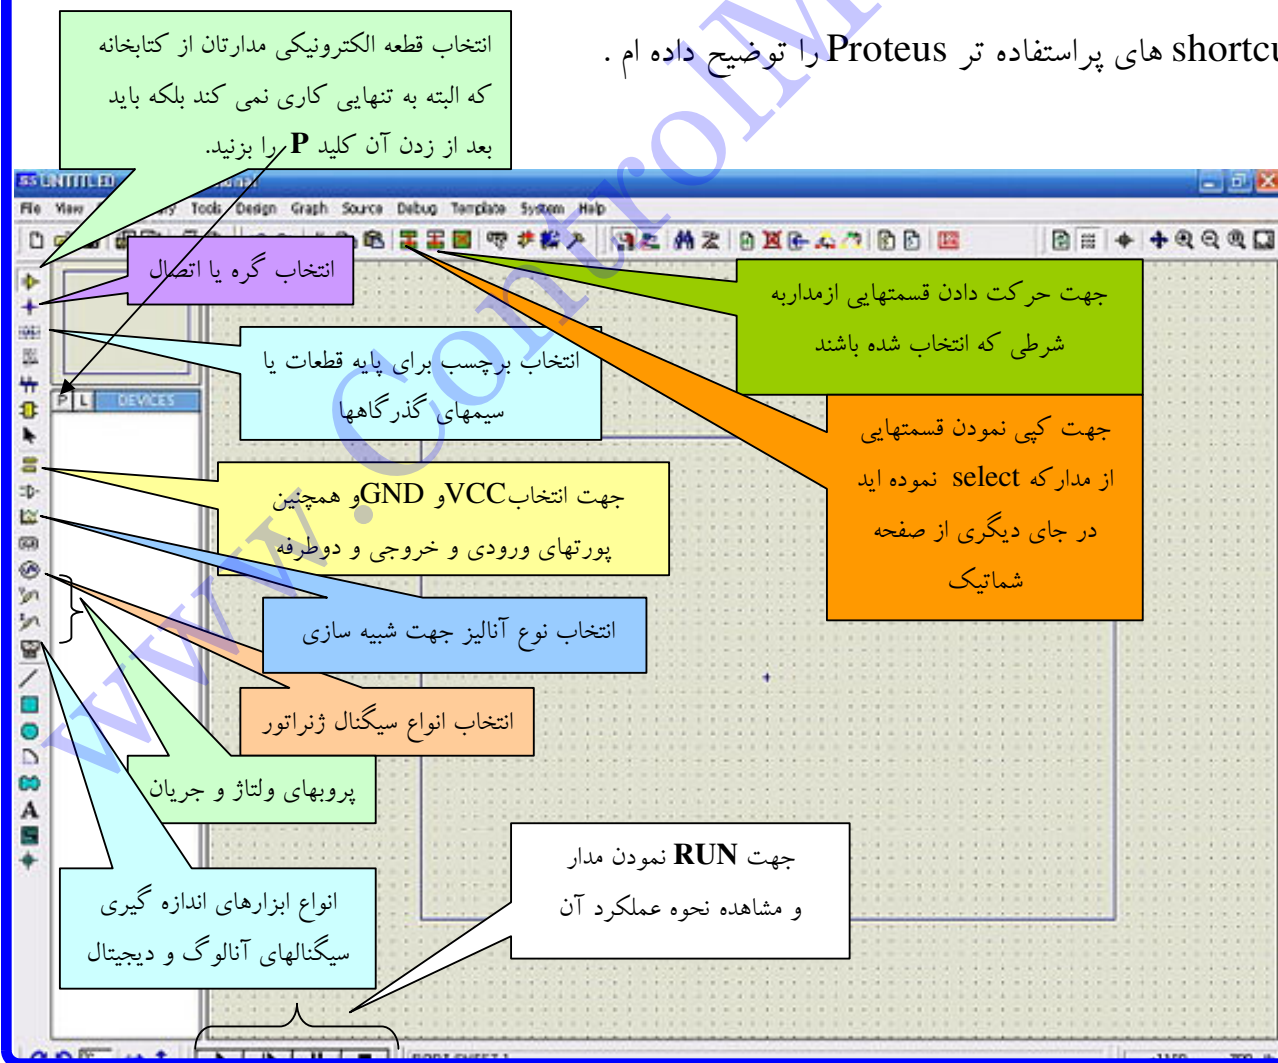 shortcu های پراستفاده تر Proteus را توضیح داده ام .
انتخاب قطعه الکترونیکی مدارتان از کتابخانه
که البته به تنهایی کاری نمی کند بلکه باید
بعد از زدن آن کلید P را بزنید.
UNTITLED
File View Tools Design Graph Source Debug Template System Help
انتخاب گره یا اتصال
جهت حرکت دادن قسمتهایی ازمداربه
شرطی که انتخاب شده باشند
انتخاب برچسب برای پایه قطعات یا
سیمهای گذرگاهها
P L DEVICES
جهت کپی نمودن قسمتهایی
از مدارکه select نموده اید
در جای دیگری از صفحه
شماتیک
جهت انتخابVCCو GNDو همچنین
پورتهای ورودی و خروجی و دوطرفه
انتخاب نوع آنالیز جهت شبیه سازی
انتخاب انواع سیگنال ژنراتور
پروبهای ولتاژ و جریان
A
جهت RUN نمودن مدار
و مشاهده نحوه عملکرد آن
انواع ابزارهای اندازه گیری
سیگنالهای آنالوگ و دیجیتال
www.ControlM